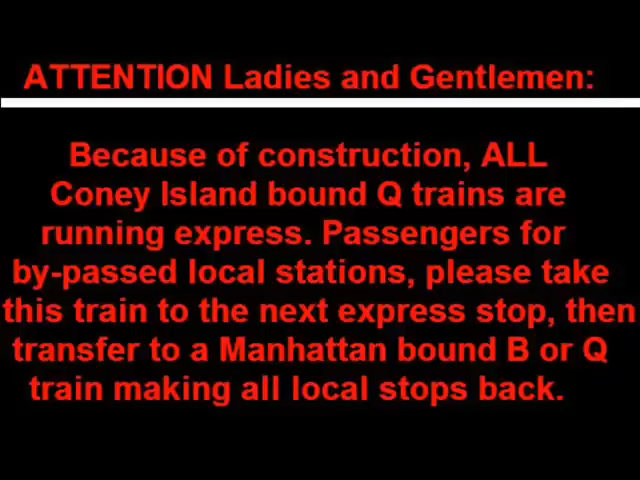 ATTENTION Ladies and Gentlemen:
Because of construction, ALL
Coney Island bound Q trains are
running express. Passengers for
by-passed local stations, please take
this train to the next express stop, then
transfer to a Manhattan bound B or Q
train making all local stops back.